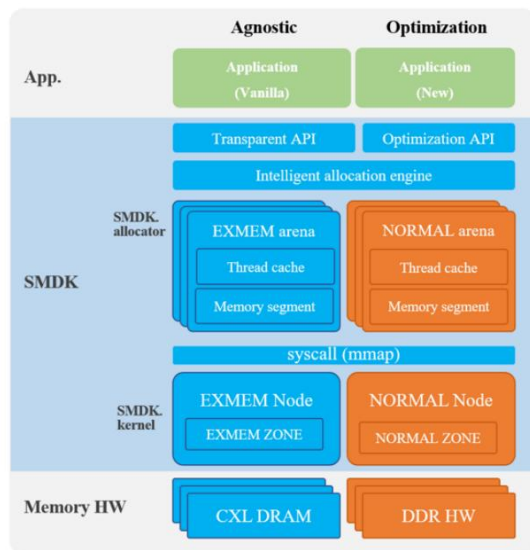 Agnostic
Optimization
App.
Application
(Vanilla)
Application
(New)
Transparent API
Optimization API
Intelligent allocation engine
SMDK.
allocator
EXMEM arena
Thread cache
Memory segment
NORMAL arena
Thread cache
Memory segment
SMDK
syscall (mmap)
SMDK.
kernel
EXMEM Node
EXMEM ZONE
NORMAL Node
NORMAL ZONE
Memory HW
CXL DRAM
DDR HW